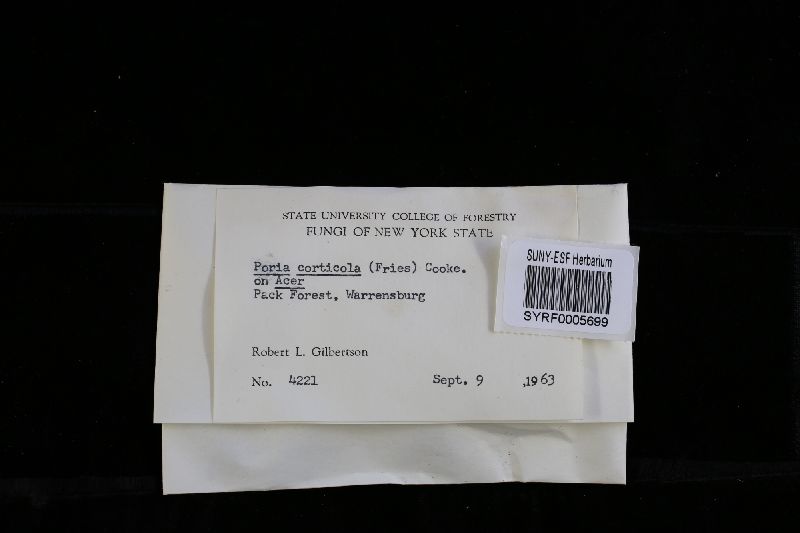 STATE UNIVERSITY COLLEGE OF FORESTRY
FUNGI OF NEW YORK STATE
Poria corticola (Fries) Cooke.
on Acer
Pack Forest, Warrensburg
Robert L. Gilbertson
No. 4221 Sept. 9 ,1963
SUNY-ESF Herbarium
SYRF0005699